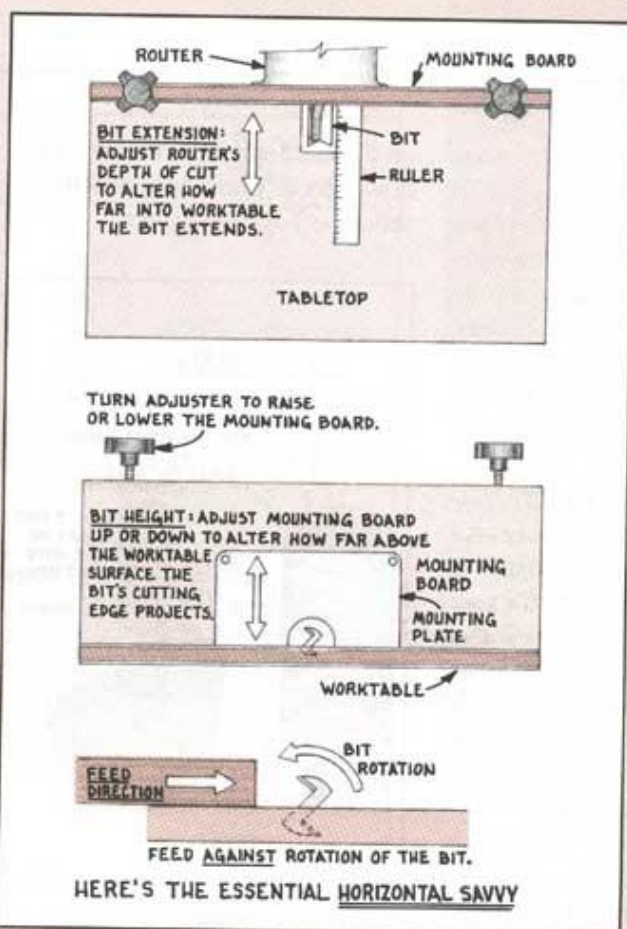 ROUTER
MOUNTING BOARD
BIT EXTENSION:
ADJUST ROUTER'S
DEPTH OF CUT
TO ALTER HOW
FAR INTO WORKTABLE
THE BIT EXTENDS.
BIT
RULER
TABLETOP
TURN ADJUSTER TO RAISE
OR LOWER THE MOUNTING BOARD.
BIT HEIGHT: ADJUST MOUNTING BOARD
UP OR DOWN TO ALTER HOW FAR ABOVE
THE WORKTABLE
SURFACE THE
BIT'S CUTTING
EDGE PROJECTS.
MOUNTING
BOARD
MOUNTING
PLATE
WORKTABLE
FEED
DIRECTION
BIT
ROTATION
FEED AGAINST ROTATION OF THE BIT.
HERE'S THE ESSENTIAL HORIZONTAL SAVVY